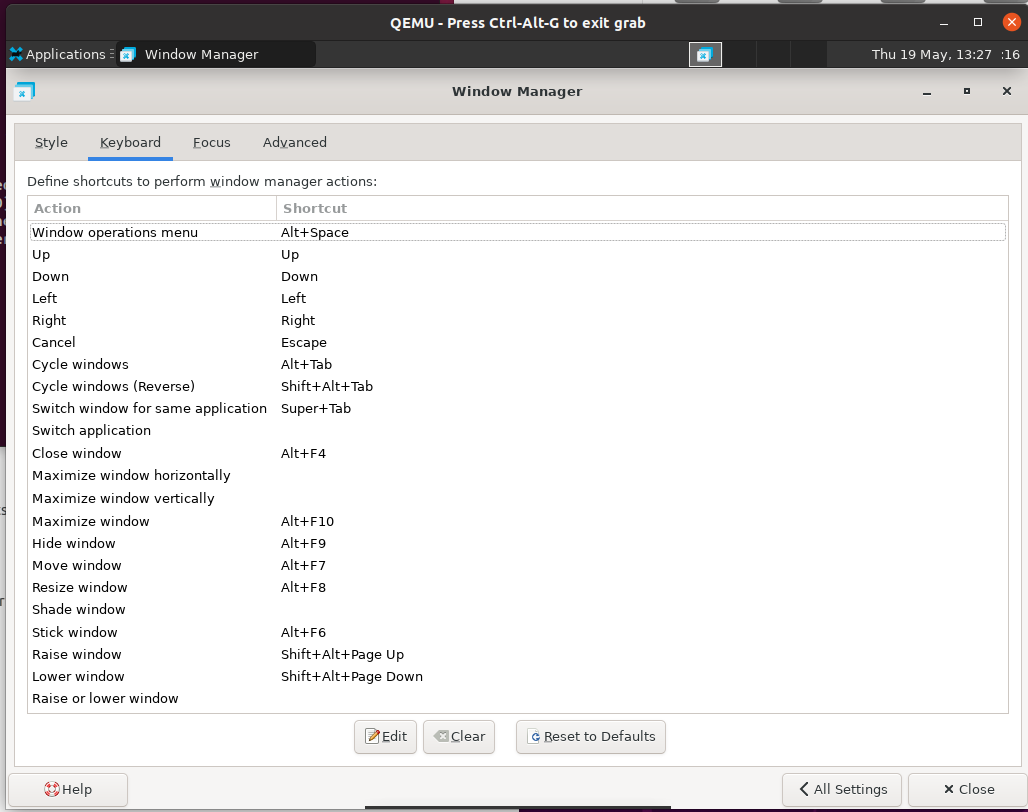 QEMU - Press Ctrl-Alt-G to exit grab
Applications Window Manager Thu 19 May, 13:27 :16
Window Manager
Style Keyboard Focus Advanced
Define shortcuts to perform window manager actions:
Action Shortcut
Window operations menu Alt+Space
Up Up
Down Down
Left Left
Right Right
Cancel Escape
Cycle windows Alt+Tab
Cycle windows (Reverse) Shift+Alt+Tab
Switch window for same application Super+Tab
Switch application
Close window Alt+F4
Maximize window horizontally
Maximize window vertically
Maximize window Alt+F10
Hide window Alt+F9
Move window Alt+F7
Resize window Alt+F8
Shade window
Stick window Alt+F6
Raise window Shift+Alt+Page Up
Lower window Shift+Alt+Page Down
Raise or lower window
Edit Clear Reset to Defaults
Help All Settings Close